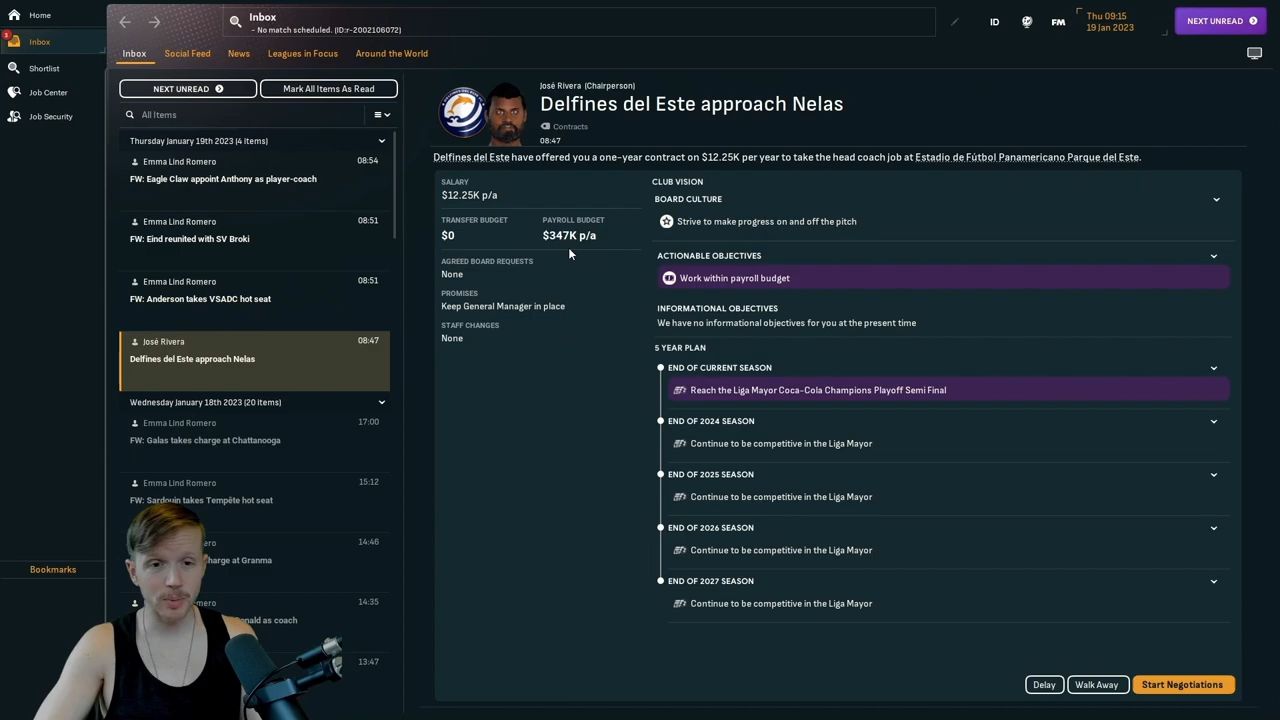 Home
Inbox
- No match scheduled. (ID:r-2002106072)
ID
FM
Thu 09:15
19 Jan 2023
NEXT UNREAD
3
Inbox
Shortlist
Job Center
Job Security
Bookmarks
Inbox
Social Feed
News
Leagues in Focus
Around the World
NEXT UNREAD
Mark All Items As Read
All Items
Thursday January 19th 2023 (4 items)
Emma Lind Romero
08:54
FW: Eagle Claw appoint Anthony as player-coach
Emma Lind Romero
08:51
FW: Eind reunited with SV Broki
Emma Lind Romero
08:51
FW: Anderson takes VSADC hot seat
José Rivera
08:47
Delfines del Este approach Nelas
Wednesday January 18th 2023 (20 items)
Emma Lind Romero
17:00
FW: Galas takes charge at Chattanooga
Emma Lind Romero
15:12
FW: Sardouin takes Tempête hot seat
14:46
charge at Granma
Romero
14:35
as coach
Romero
13:47
José Rivera (Chairperson)
Delfines del Este approach Nelas
Contracts
08:47
Delfines del Este have offered you a one-year contract on $12.25K per year to take the head coach job at Estadio de Fútbol Panamericano Parque del Este.
SALARY
$12.25K p/a
TRANSFER BUDGET
PAYROLL BUDGET
$0
$347K p/a
AGREED BOARD REQUESTS
None
PROMISES
Keep General Manager in place
STAFF CHANGES
None
CLUB VISION
BOARD CULTURE
Strive to make progress on and off the pitch
ACTIONABLE OBJECTIVES
Work within payroll budget
INFORMATIONAL OBJECTIVES
We have no informational objectives for you at the present time
5 YEAR PLAN
END OF CURRENT SEASON
Reach the Liga Mayor Coca-Cola Champions Playoff Semi Final
END OF 2024 SEASON
Continue to be competitive in the Liga Mayor
END OF 2025 SEASON
Continue to be competitive in the Liga Mayor
END OF 2026 SEASON
Continue to be competitive in the Liga Mayor
END OF 2027 SEASON
Continue to be competitive in the Liga Mayor
Delay
Walk Away
Start Negotiations